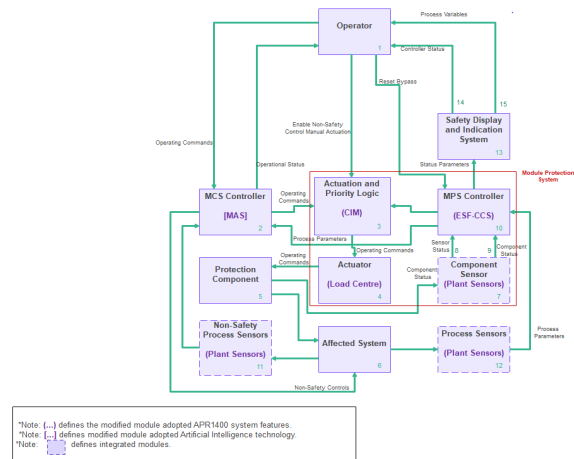 Process Variables
Controller Status
Operator
1
Reset Bypass
14
15
Enable Non-Safety
Control Manual Actuation
Safety Display
and Indication
System
13
Operating Commands
Operational Status
Status Parameters
Module Protection
System
MCS Controller
[MAS]
2
Operating
Commands
Actuation and
Priority Logic
(CIM)
3
MPS Controller
(ESF-CCS)
10
Process Parameters
Operating Commands
Sensor
Status
8
9
Component
Status
Operating
Commands
Protection
Component
5
Actuator
(Load Centre)
4
Component
Status
Component
Sensor
(Plant Sensors)
7
Non-Safety
Process Sensors
(Plant Sensors)
11
Affected System
6
Process Sensors
(Plant Sensors)
12
Process
Parameters
Non-Safety Controls
*Note: (...) defines the modified module adopted APR1400 system features.
*Note: [...] defines modified module adopted Artificial Intelligence technology.
*Note: defines integrated modules.